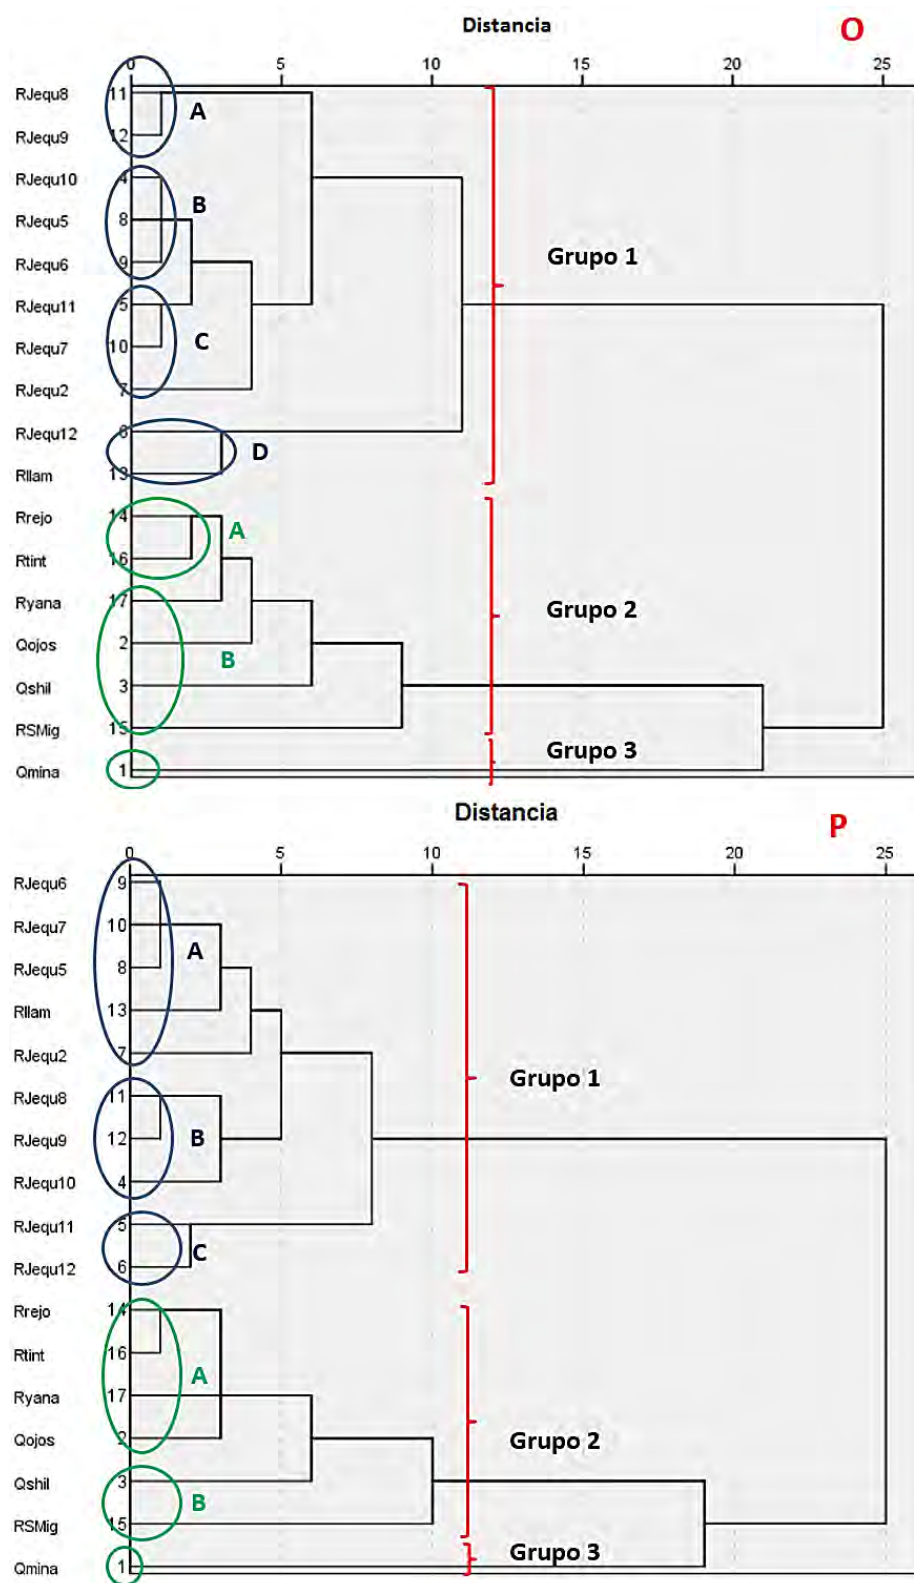 Distancia
O
0 5 10 15 20 25
RJequ8 11
A
RJequ9 12
RJequ10 4
B
RJequ5 8
RJequ6 9
Grupo 1
RJequ11 5
C
RJequ7 10
RJequ2 7
RJequ12 6
D
Rllam 13
Rrejo 14
A
Rtint 16
Ryana 17
Grupo 2
Qojos 2
B
Qshil 3
RSMig 15
Grupo 3
Qmina 1
Distancia
P
0 5 10 15 20 25
RJequ6 9
RJequ7 10
A
RJequ5 8
Rllam 13
RJequ2 7
Grupo 1
RJequ8 11
RJequ9 12 B
RJequ10 4
RJequ11 5
C
RJequ12 6
Rrejo 14
Rtint 16
A
Ryana 17
Qojos 2
Grupo 2
Qshil 3
B
RSMig 15
Grupo 3
Qmina 1